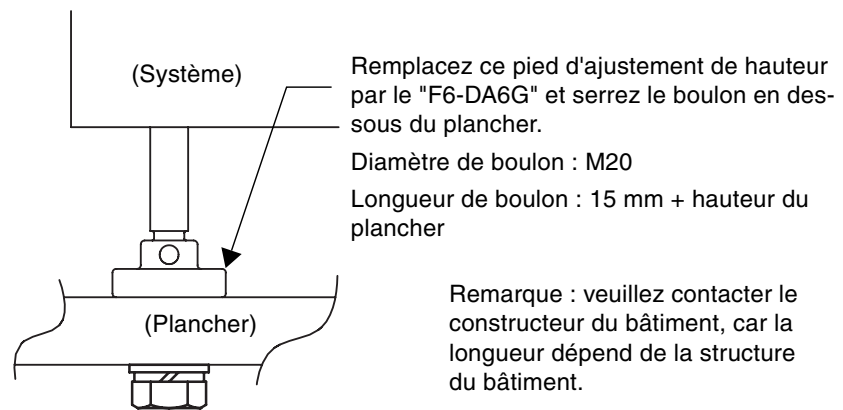 (Système)
Remplacez ce pied d'ajustement de hauteur
par le "F6-DA6G" et serrez le boulon en des-
sous du plancher.
Diamètre de boulon : M20
Longueur de boulon : 15 mm + hauteur du
plancher
(Plancher)
Remarque : veuillez contacter le
constructeur du bâtiment, car la
longueur dépend de la structure
du bâtiment.